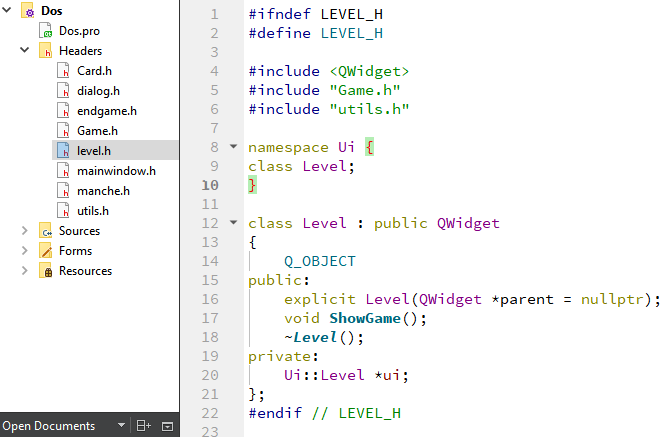 Dos
Dos.pro
Headers
Card.h
dialog.h
endgame.h
Game.h
level.h
mainwindow.h
manche.h
utils.h
Sources
Forms
Resources
Open Documents
1 #ifndef LEVEL_H
2 #define LEVEL_H
3
4 #include <QWidget>
5 #include "Game.h"
6 #include "utils.h"
7
8 namespace Ui {
9 class Level;
10 }
11
12 class Level : public QWidget
13 {
14     Q_OBJECT
15 public:
16     explicit Level(QWidget *parent = nullptr);
17     void ShowGame();
18     ~Level();
19 private:
20     Ui::Level *ui;
21 };
22 #endif // LEVEL_H
23